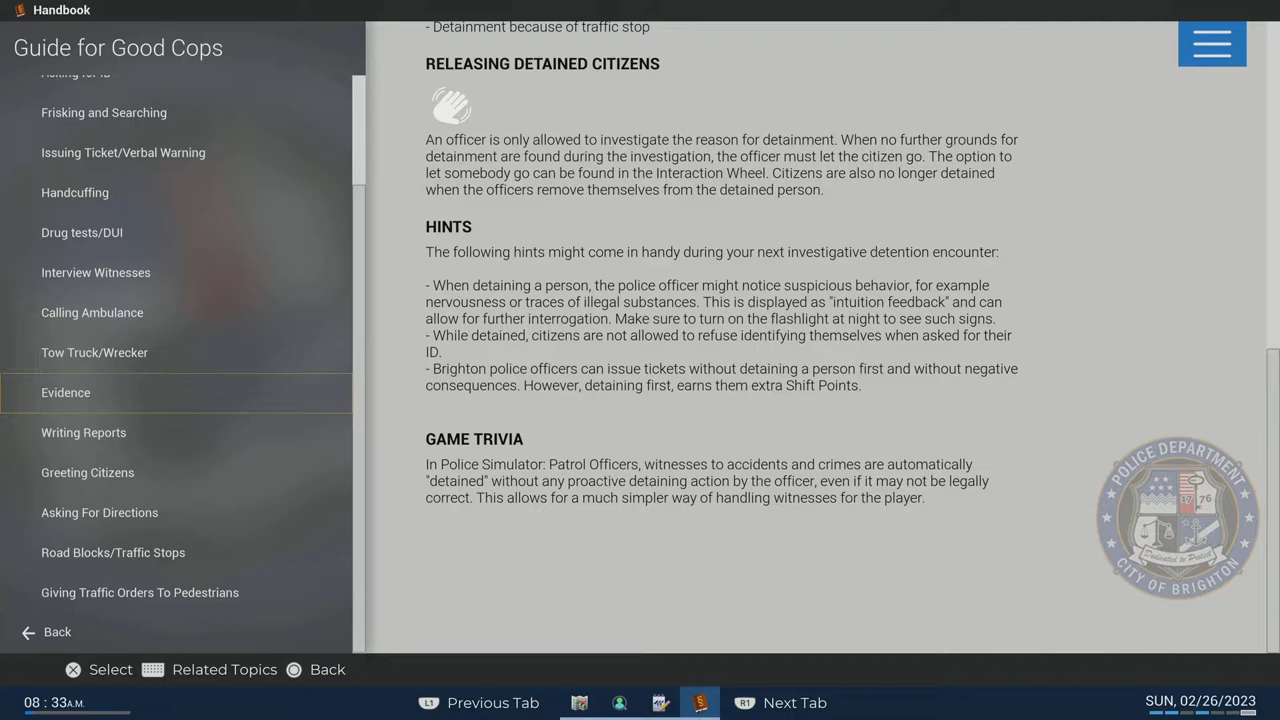 Handbook
Guide for Good Cops
Asking for ID
Frisking and Searching
Issuing Ticket/Verbal Warning
Handcuffing
Drug tests/DUI
Interview Witnesses
Calling Ambulance
Tow Truck/Wrecker
Evidence
Writing Reports
Greeting Citizens
Asking For Directions
Road Blocks/Traffic Stops
Giving Traffic Orders To Pedestrians
Back
- Detainment because of traffic stop
RELEASING DETAINED CITIZENS
An officer is only allowed to investigate the reason for detainment. When no further grounds for
detainment are found during the investigation, the officer must let the citizen go. The option to
let somebody go can be found in the Interaction Wheel. Citizens are also no longer detained
when the officers remove themselves from the detained person.
HINTS
The following hints might come in handy during your next investigative detention encounter:
- When detaining a person, the police officer might notice suspicious behavior, for example
nervousness or traces of illegal substances. This is displayed as "intuition feedback" and can
allow for further interrogation. Make sure to turn on the flashlight at night to see such signs.
- While detained, citizens are not allowed to refuse identifying themselves when asked for their
ID.
- Brighton police officers can issue tickets without detaining a person first and without negative
consequences. However, detaining first, earns them extra Shift Points.
GAME TRIVIA
In Police Simulator: Patrol Officers, witnesses to accidents and crimes are automatically
"detained" without any proactive detaining action by the officer, even if it may not be legally
correct. This allows for a much simpler way of handling witnesses for the player.
POLICE DEPARTMENT
17 76
Dedicated to Protect
CITY OF BRIGHTON
Select Related Topics Back
08 : 33A.M.
L1 Previous Tab
R1 Next Tab
SUN, 02/26/2023